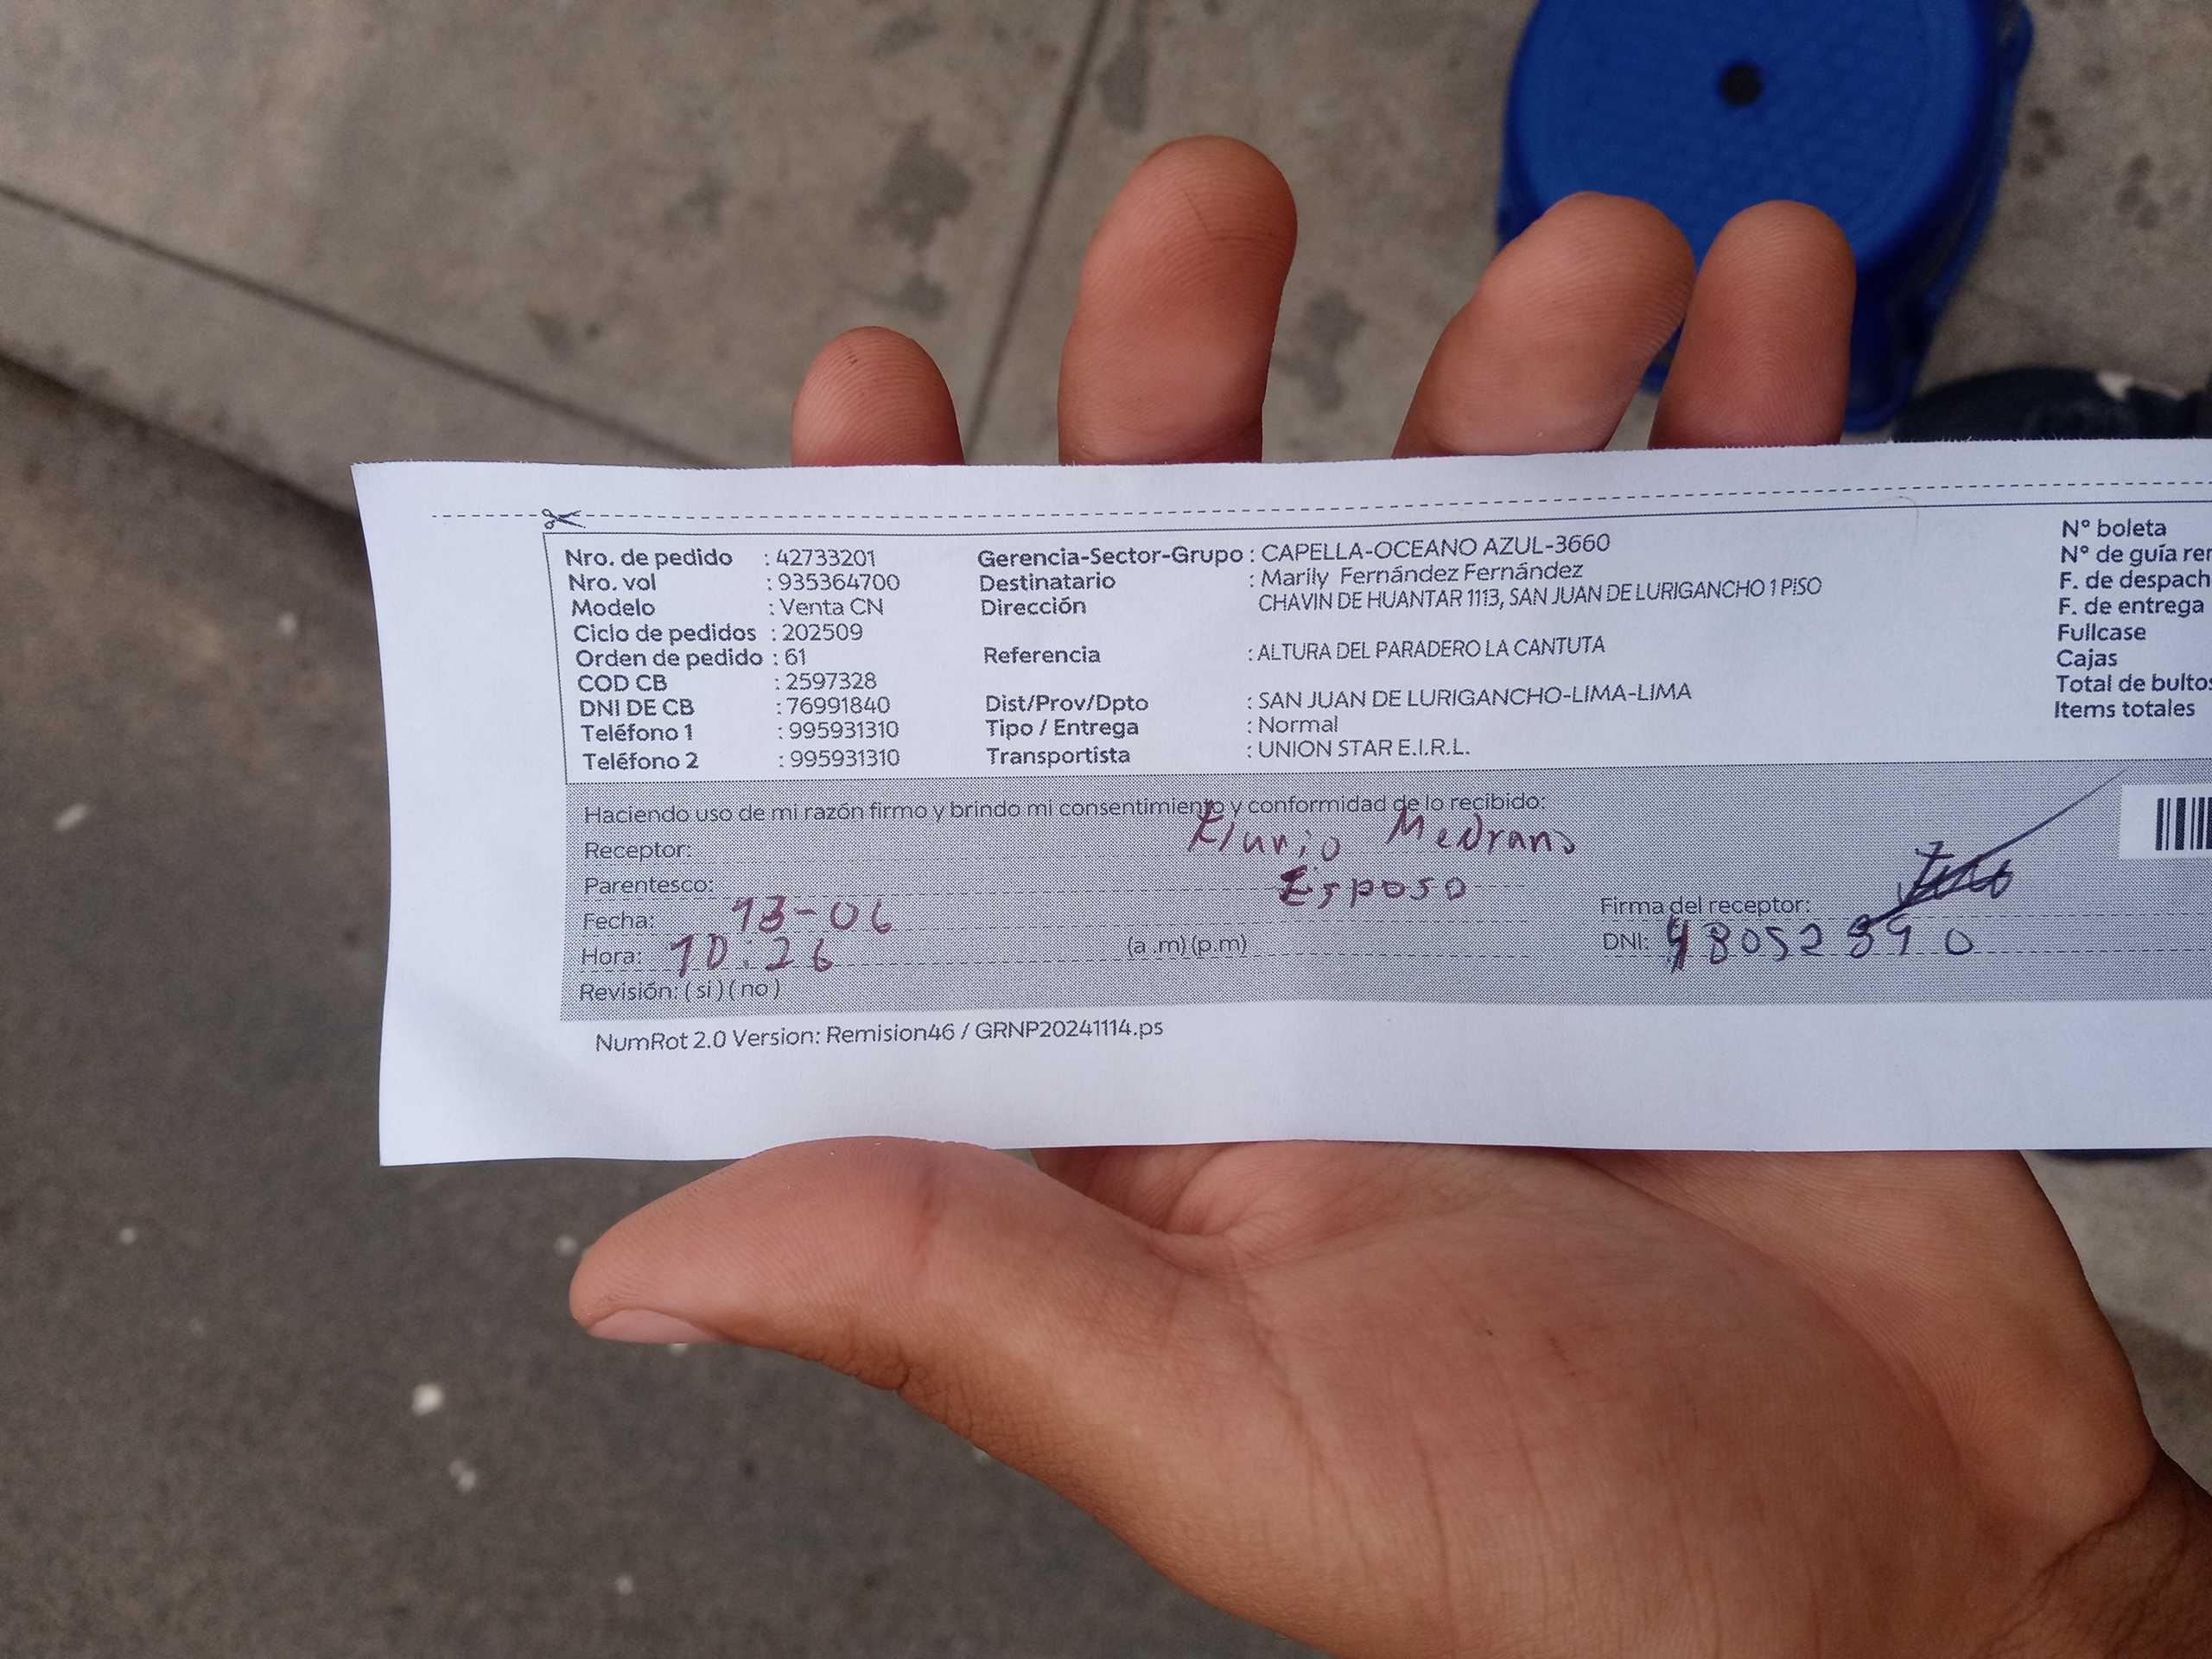 Nro. de pedido : 42733201
Nro. vol : 935364700
Modelo : Venta CN
Ciclo de pedidos : 202509
Orden de pedido : 61
COD CB : 2597328
DNI DE CB : 76991840
Teléfono 1 : 995931310
Teléfono 2 : 995931310
Gerencia-Sector-Grupo : CAPELLA-OCEANO AZUL-3660
Destinatario : Marily Fernández Fernández
Dirección CHAVIN DE HUANTAR 1113, SAN JUAN DE LURIGANCHO 1 PISO
Referencia : ALTURA DEL PARADERO LA CANTUTA
Dist/Prov/Dpto : SAN JUAN DE LURIGANCHO-LIMA-LIMA
Tipo / Entrega : Normal
Transportista : UNION STAR E.I.R.L.
N° boleta
N° de guía
F. de
F. de entrega
Fullcase
Cajas
Total de
Items totales
Haciendo uso de mi razón firmo y brindo mi consentimiento y conformidad de lo recibido:
Receptor: Medrano
Parentesco: Esposo
Fecha: 13-06
Hora: 10:26 (a .m) (p.m)
Revisión: ( si ) ( no )
Firma del receptor:
DNI:
NumRot 2.0 Version: Remision46 / GRNP20241114.ps